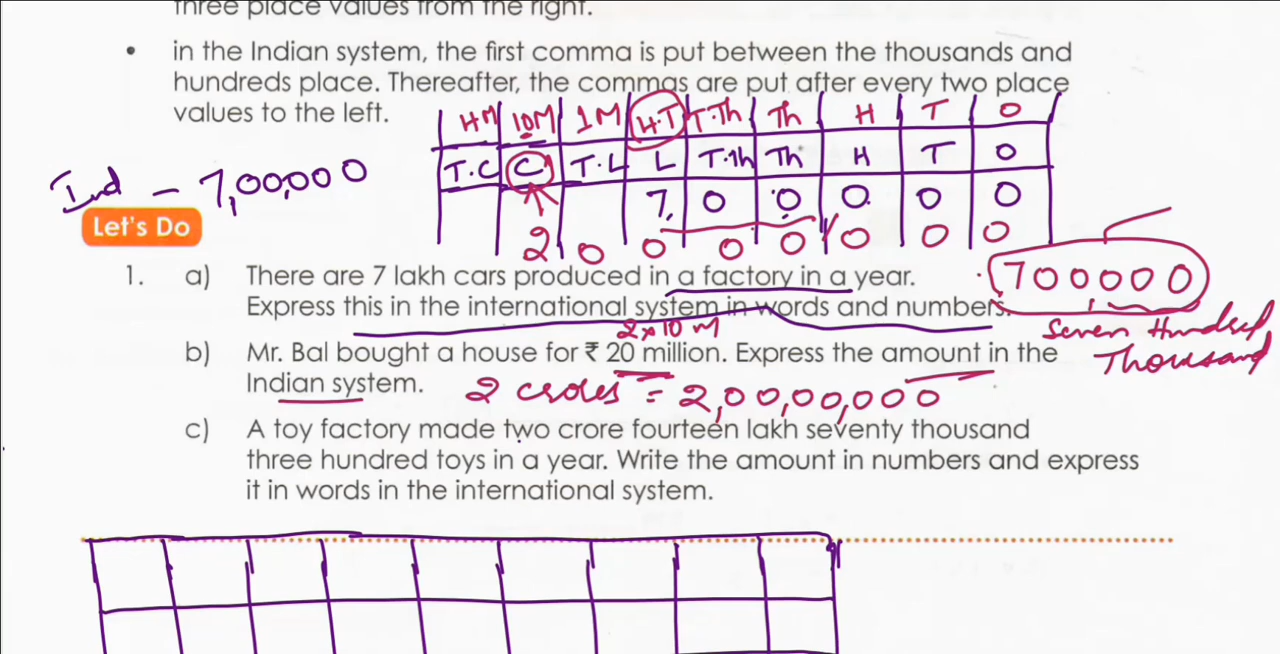 three place values from the right.
• in the Indian system, the first comma is put between the thousands and
hundreds place. Thereafter, the commas are put after every two place
values to the left.
HM 10M 1M H.T T.Th Th H T O
T.C C T.L L T.Th Th H T O
7, 0 0 0 0 0
2 0 0 0 0 0 0 0
Ind - 7,00,000
Let's Do
1. a) There are 7 lakh cars produced in a factory in a year.
Express this in the international system in words and numbers.
700000
Seven Hundred
Thousand
2 x 10 M
b) Mr. Bal bought a house for ₹ 20 million. Express the amount in the
Indian system.
2 croles = 2,00,00,000
c) A toy factory made two crore fourteen lakh seventy thousand
three hundred toys in a year. Write the amount in numbers and express
it in words in the international system.